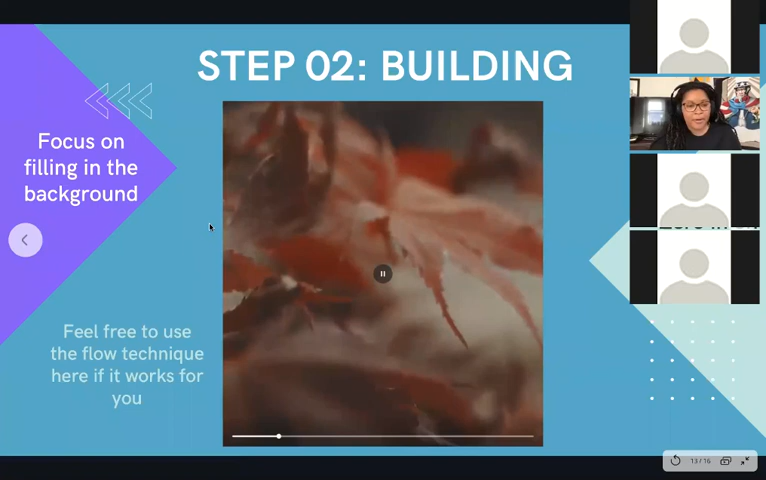 STEP 02: BUILDING
Focus on
filling in the
background
Feel free to use
the flow technique
here if it works for
you
13 / 16